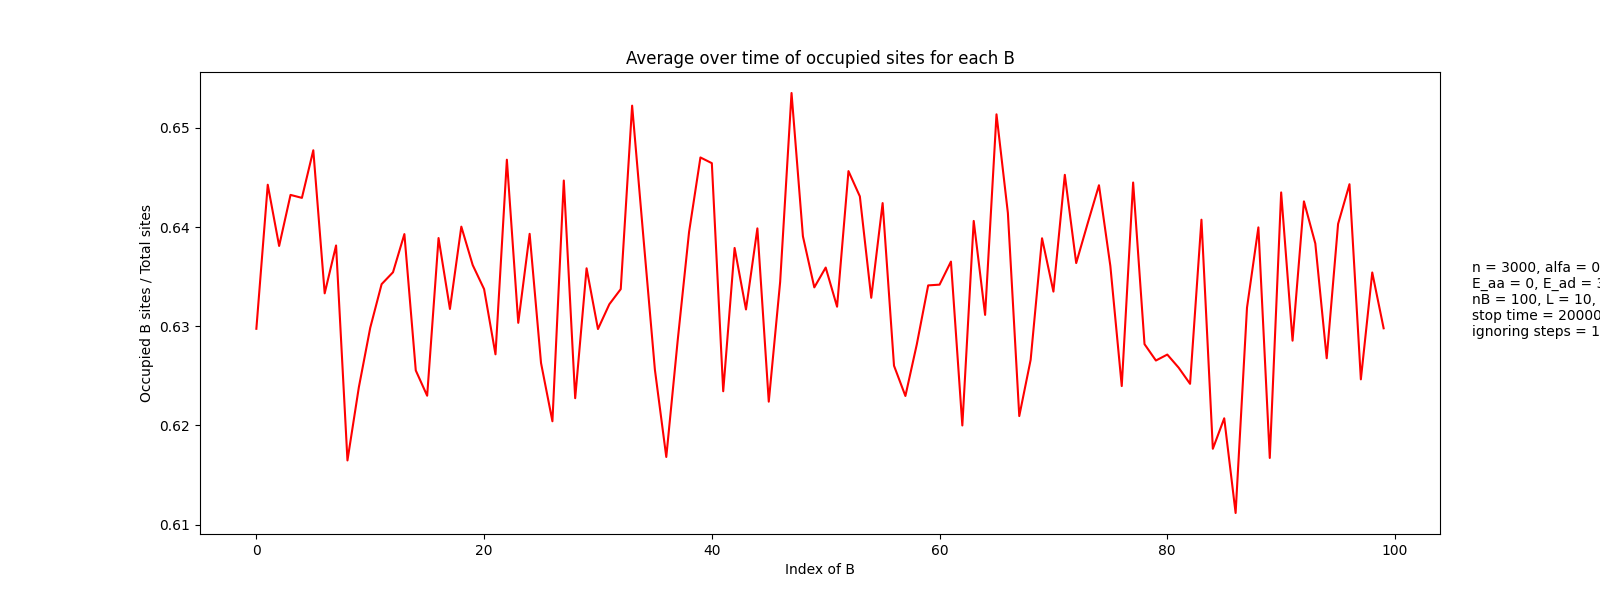 Average over time of occupied sites for each B
Occupied B sites / Total sites
0.65
0.64
0.63
0.62
0.61
0
20
40
60
80
100
Index of B
n = 3000, alfa = 0
E_aa = 0, E_ad = 3
nB = 100, L = 10,
stop time = 20000
ignoring steps = 1